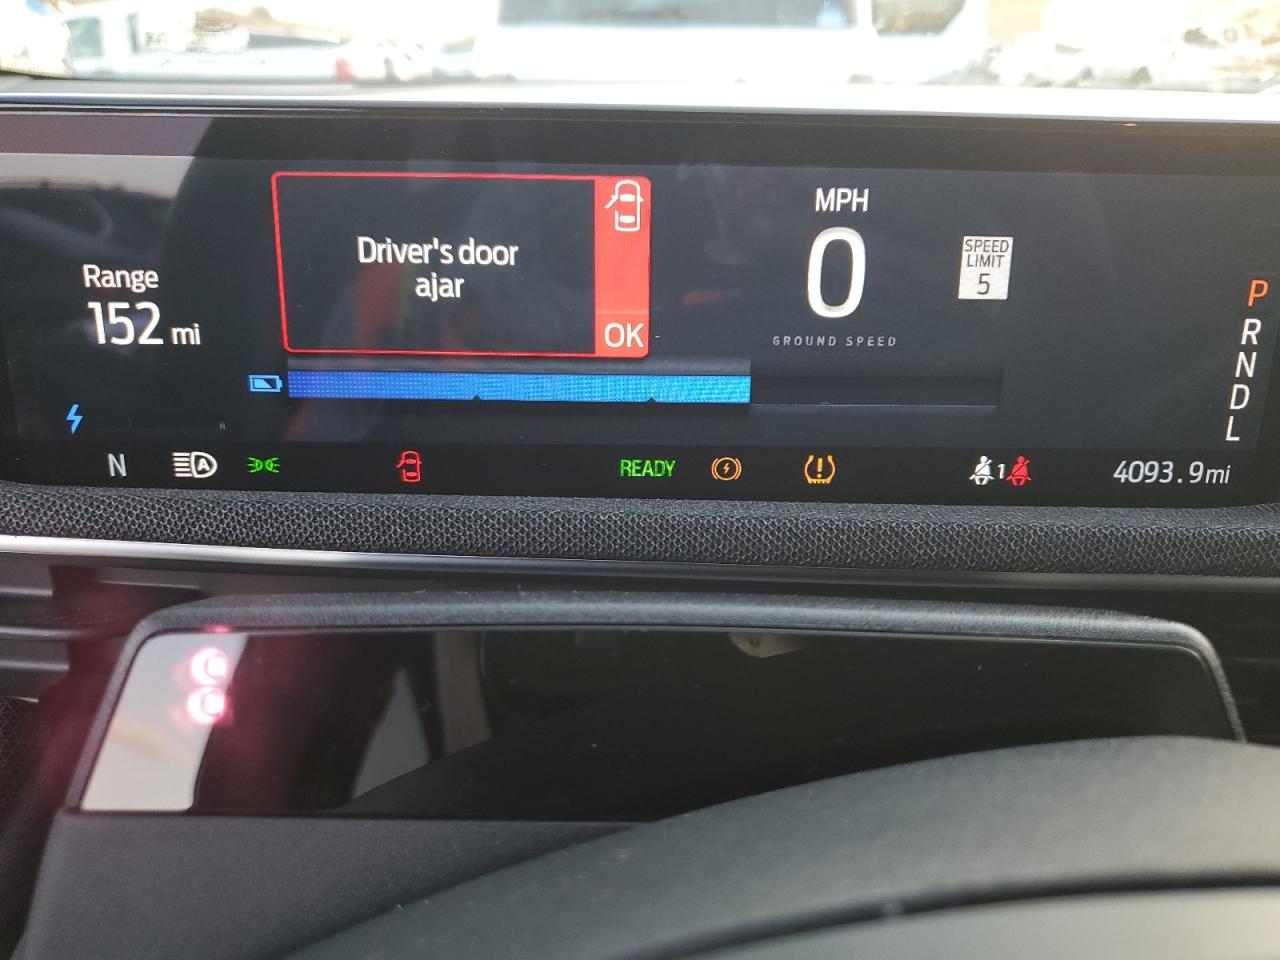 Range
152 mi
Driver's door
ajar
OK
MPH
0
GROUND SPEED
SPEED
LIMIT
5
P
R
N
D
L
N
A
READY
1
4093.9mi